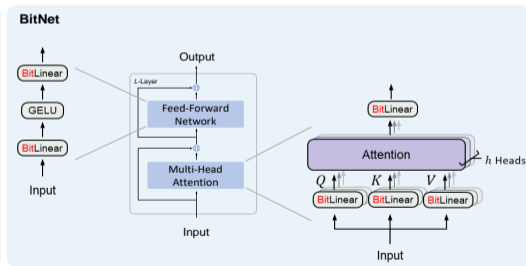 BitNet
BitLinear
GELU
BitLinear
Input
Output
L-Layer
Feed-Forward
Network
Multi-Head
Attention
Input
BitLinear
Attention
h Heads
Q K V
BitLinear BitLinear BitLinear
Input